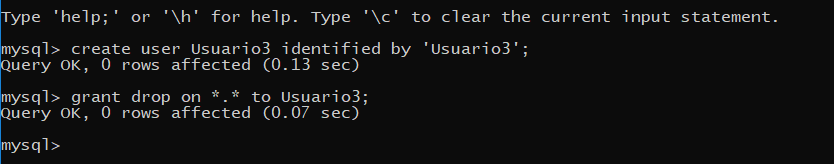 Type 'help;' or '\h' for help. Type '\c' to clear the current input statement.
mysql> create user Usuario3 identified by 'Usuario3';
Query OK, 0 rows affected (0.13 sec)
mysql> grant drop on *.* to Usuario3;
Query OK, 0 rows affected (0.07 sec)
mysql>